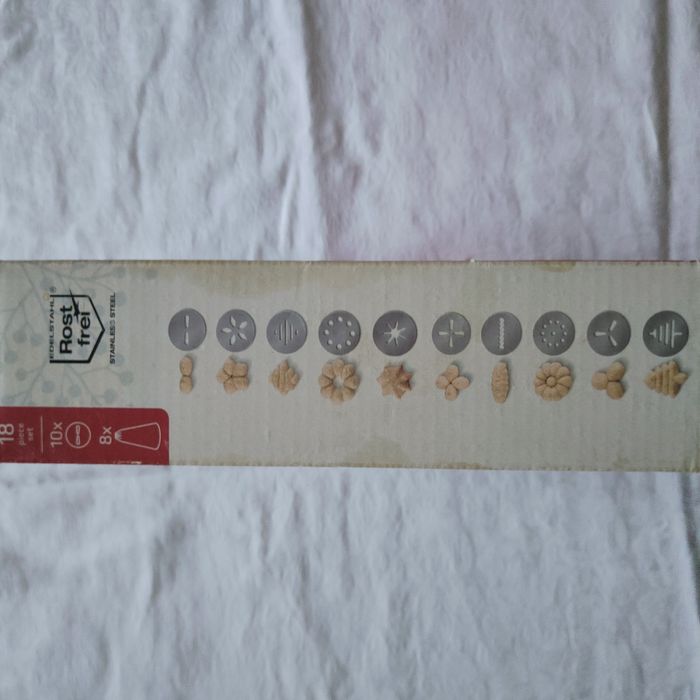 EDELSTAHL®
Rost
frei
STAINLESS STEEL
18
piece
set
10x
8x